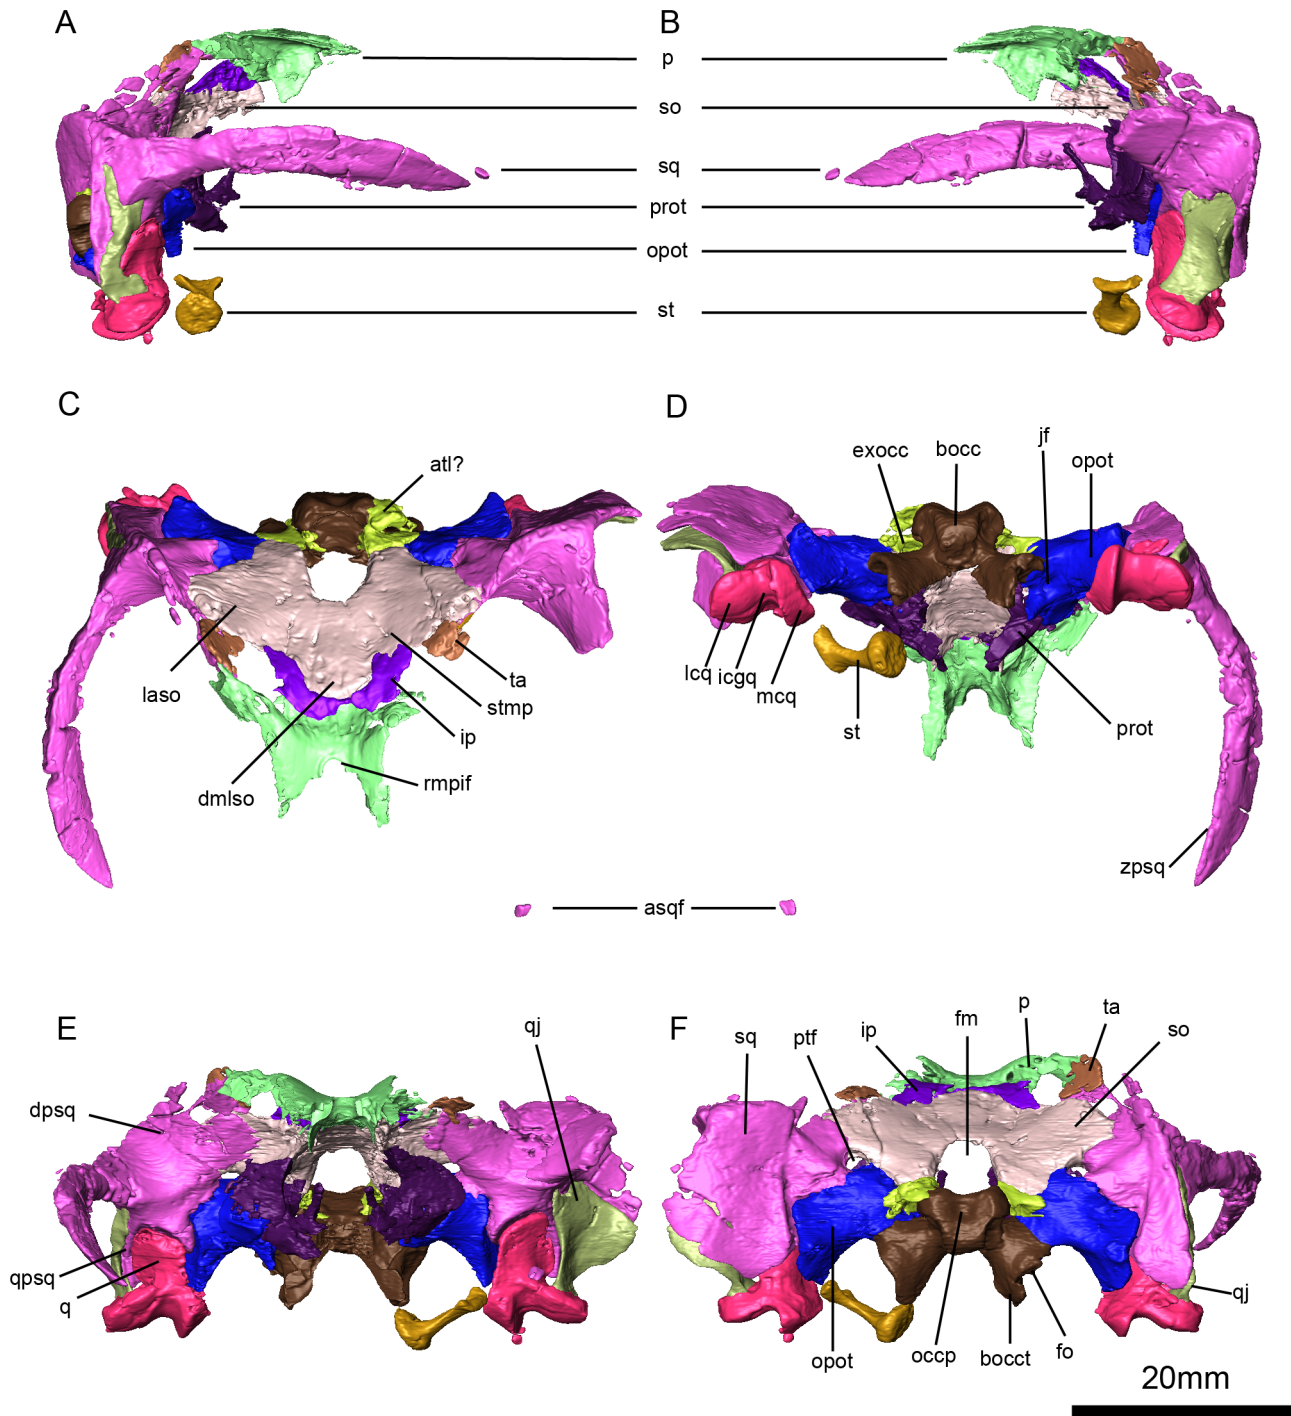 A
B
p
so
sq
prot
opot
st
C
D
atl?
exocc
bocc
jf
opot
laso
ta
stmp
ip
dmlso
rmpif
lcq
icgq
mcq
st
prot
zpsq
asqf
E
F
qj
dpsq
qpsq
q
sq
ptf
ip
fm
p
ta
so
opot
occp
bocct
fo
qj
20mm